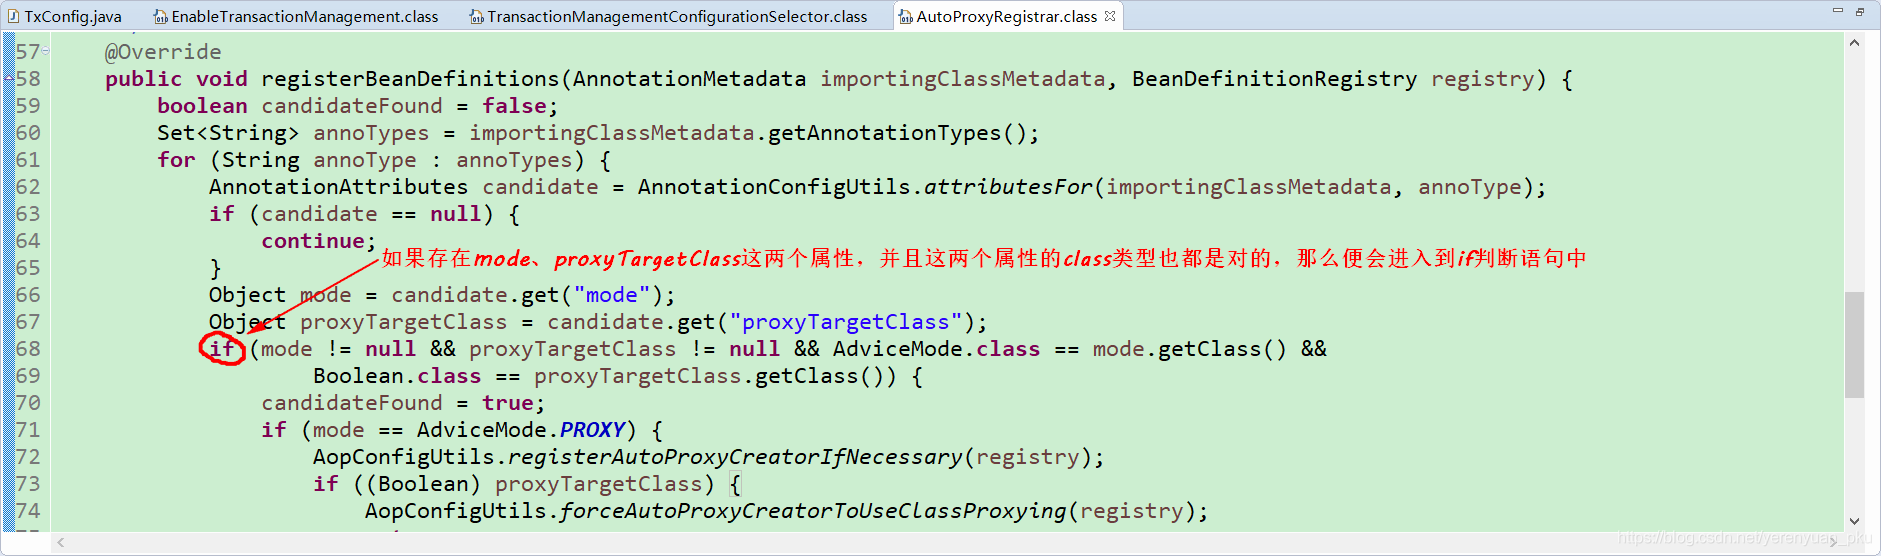 TxConfig.java EnableTransactionManagement.class TransactionManagementConfigurationSelector.class AutoProxyRegistrar.class
57 @Override
58 public void registerBeanDefinitions(AnnotationMetadata importingClassMetadata, BeanDefinitionRegistry registry) {
59 boolean candidateFound = false;
60 Set<String> annoTypes = importingClassMetadata.getAnnotationTypes();
61 for (String annoType : annoTypes) {
62 AnnotationAttributes candidate = AnnotationConfigUtils.attributesFor(importingClassMetadata, annoType);
63 if (candidate == null) {
64 continue;
如果存在mode、proxyTargetClass这两个属性，并且这两个属性的class类型也都是对的，那么便会进入到if判断语句中
65 }
66 Object mode = candidate.get("mode");
67 Object proxyTargetClass = candidate.get("proxyTargetClass");
68 if (mode != null && proxyTargetClass != null && AdviceMode.class == mode.getClass() &&
69 Boolean.class == proxyTargetClass.getClass()) {
70 candidateFound = true;
71 if (mode == AdviceMode.PROXY) {
72 AopConfigUtils.registerAutoProxyCreatorIfNecessary(registry);
73 if ((Boolean) proxyTargetClass) {
74 AopConfigUtils.forceAutoProxyCreatorToUseClassProxying(registry);
https://blog.csdn.net/yerenyuan_pku